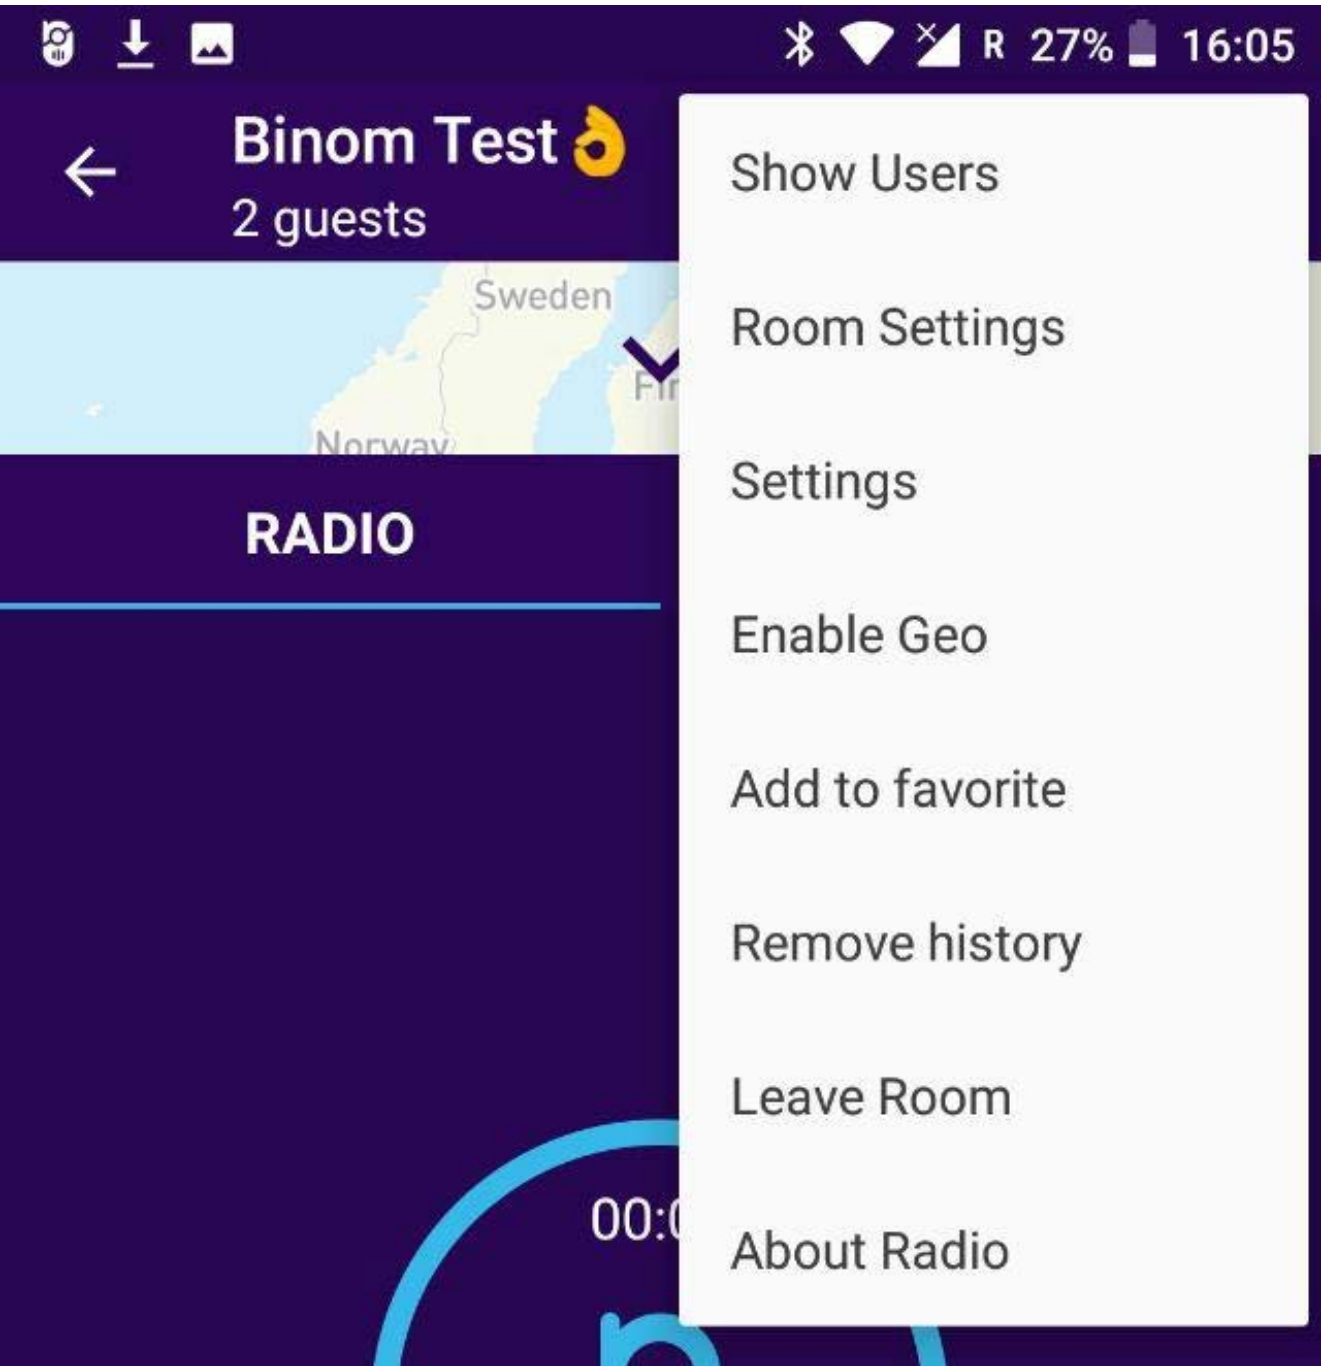 R 27% 16:05
Binom Test👌
2 guests
Show Users
Sweden
Room Settings
Norway
Settings
RADIO
Enable Geo
Add to favorite
Remove history
Leave Room
About Radio